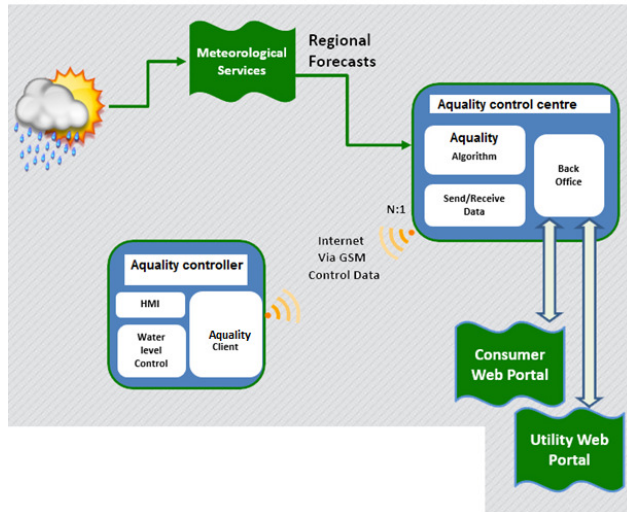 Meteorological
Services
Regional
Forecasts
Aquality control centre
Aquality
Algorithm
Back
Office
Send/Receive
Data
N:1
Internet
Via GSM
Control Data
Aquality controller
HMI
Water
level
Control
Aquality
Client
Consumer
Web Portal
Utility Web
Portal